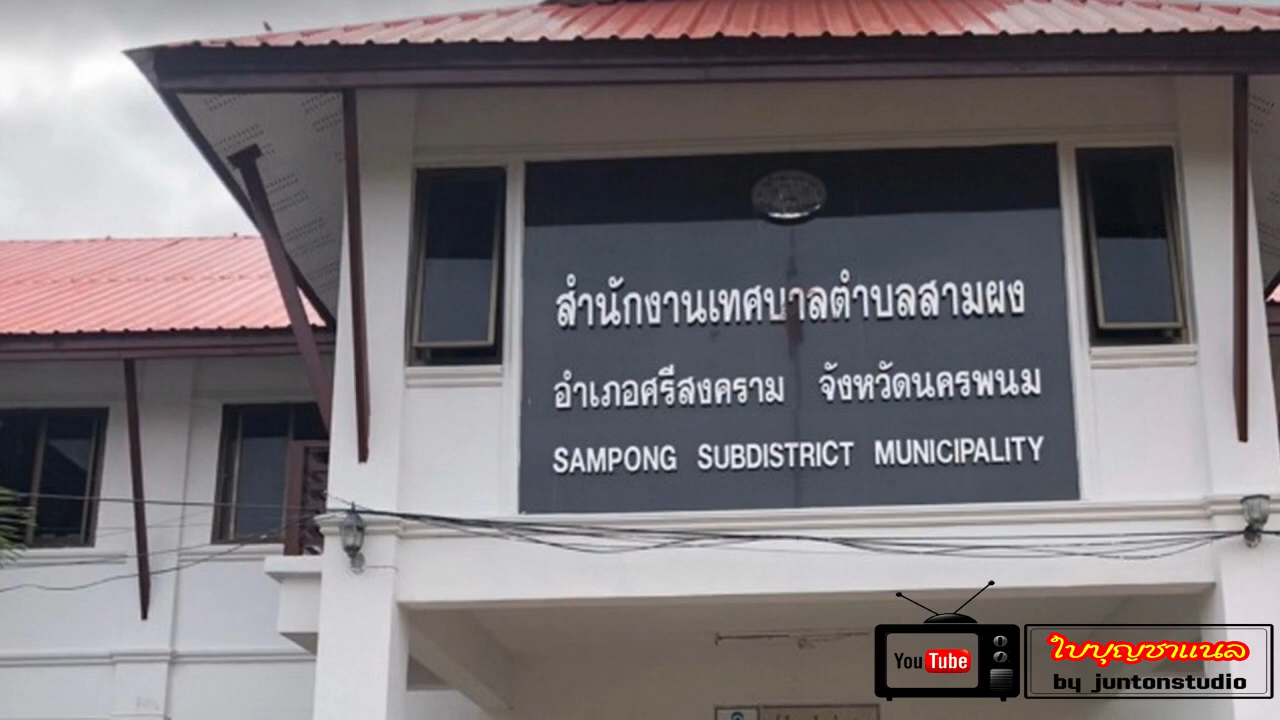 สำนักงานเทศบาลตำบลสามผง
อำเภอศรีสงคราม จังหวัดนครพนม
SAMPONG SUBDISTRICT MUNICIPALITY
YouTube
ใบบุญชาแนล
by juntonstudio